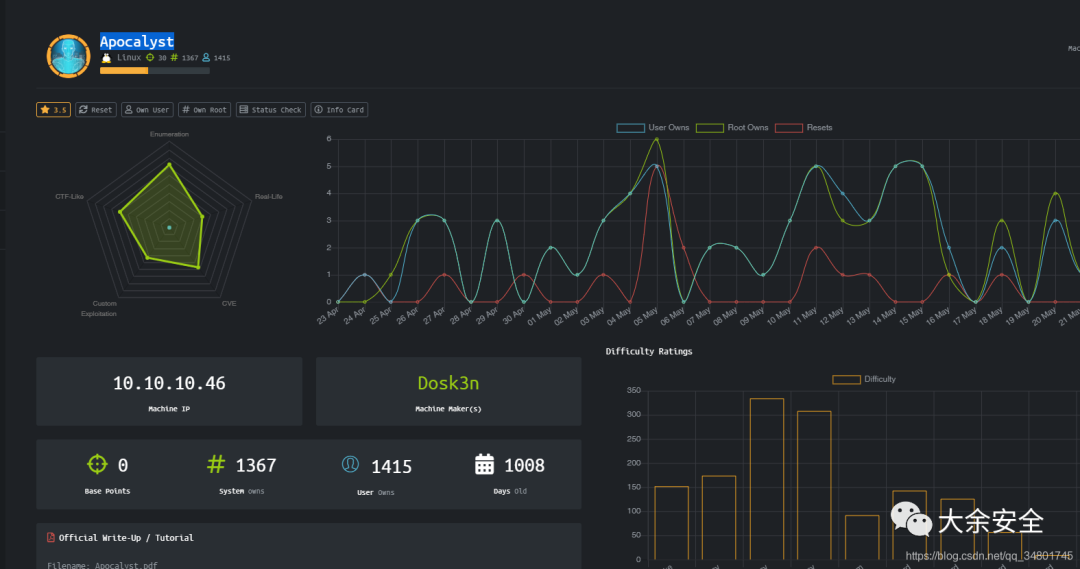 Apocalyst
Linux 30 # 1367 1415
3.5 Reset Own User # Own Root Status Check Info Card
Enumeration
CTF-Like
Real-Life
Custom
Exploitation
CVE
User Owns Root Owns Resets
6
5
4
3
2
1
0
23 Apr 24 Apr 25 Apr 26 Apr 27 Apr 28 Apr 29 Apr 30 Apr 01 May 02 May 03 May 04 May 05 May 06 May 07 May 08 May 09 May 10 May 11 May 12 May 13 May 14 May 15 May 16 May 17 May 18 May 19 May 20 May
10.10.10.46
Machine IP
Dosk3n
Machine Maker(s)
0
Base Points
# 1367
System owns
1415
User Owns
1008
Days Old
Official Write-Up / Tutorial
Filename: Apocalyst.pdf
Difficulty Ratings
Difficulty
350
300
250
200
150
100
50
0
大余安全
https://blog.csdn.net/qq_34801745